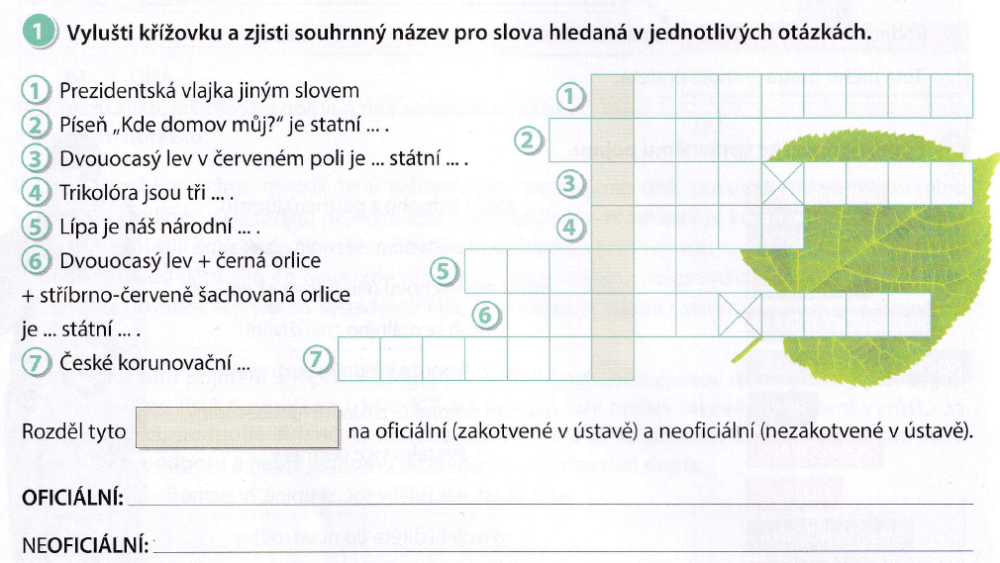 1 Vylušti křížovku a zjisti souhrnný název pro slova hledaná v jednotlivých otázkách.
1 Prezidentská vlajka jiným slovem
2 Píseň „Kde domov můj?“ je statní ... .
3 Dvouocasý lev v červeném poli je ... státní ... .
4 Trikolóra jsou tři ... .
5 Lípa je náš národní ... .
6 Dvouocasý lev + černá orlice
+ stříbrno-červeně šachovaná orlice
je ... státní ... .
7 České korunovační ...
1
2
3
4
5
6
7
Rozděl tyto na oficiální (zakotvené v ústavě) a neoficiální (nezakotvené v ústavě).
OFICIÁLNÍ:
NEOFICIÁLNÍ: